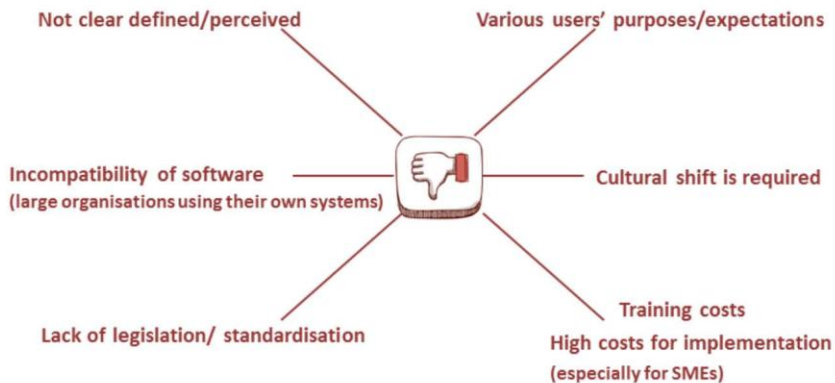 Not clear defined/perceived
Various users' purposes/expectations
Incompatibility of software
(large organisations using their own systems)
Cultural shift is required
Lack of legislation/ standardisation
Training costs
High costs for implementation
(especially for SMEs)